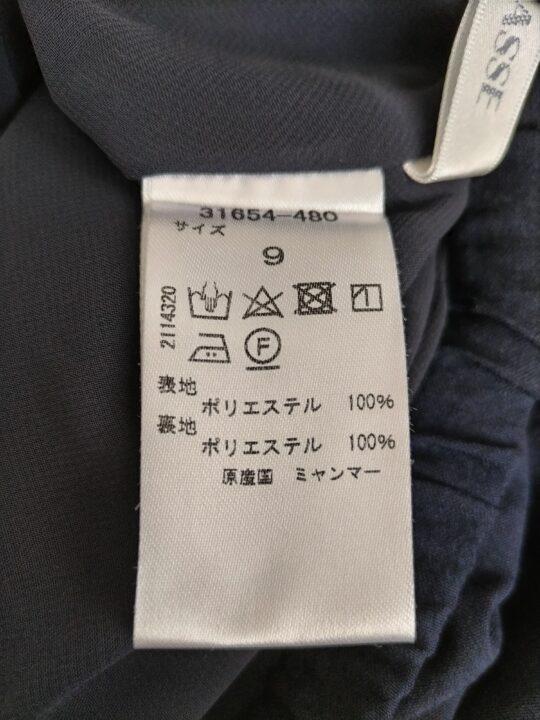 ASSE
31654-480
サイズ
9
2114320
F
表地
ポリエステル 100%
裏地
ポリエステル 100%
原産国 ミャンマー